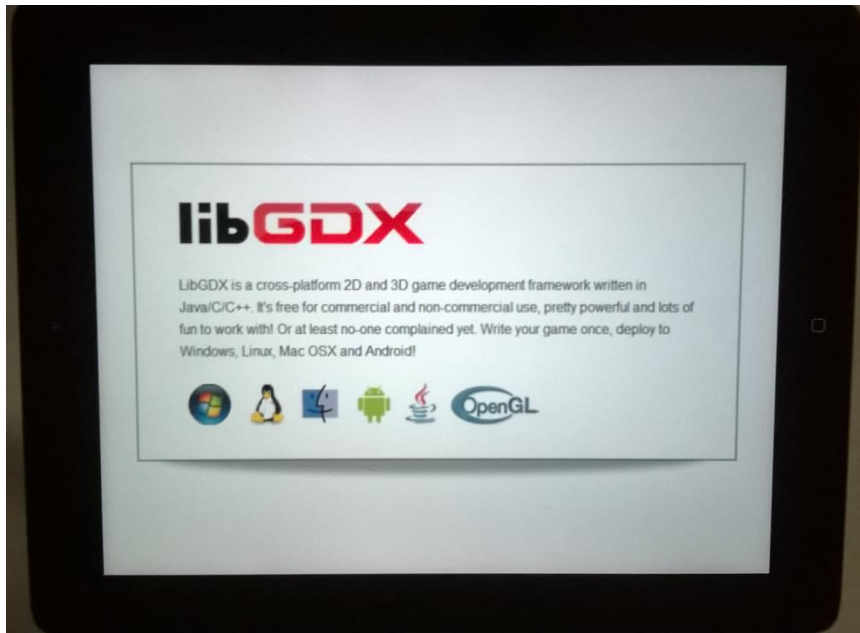 libGDX
LibGDX is a cross-platform 2D and 3D game development framework written in
Java/C/C++. It's free for commercial and non-commercial use, pretty powerful and lots of
fun to work with! Or at least no-one complained yet. Write your game once, deploy to
Windows, Linux, Mac OSX and Android!
OpenGL